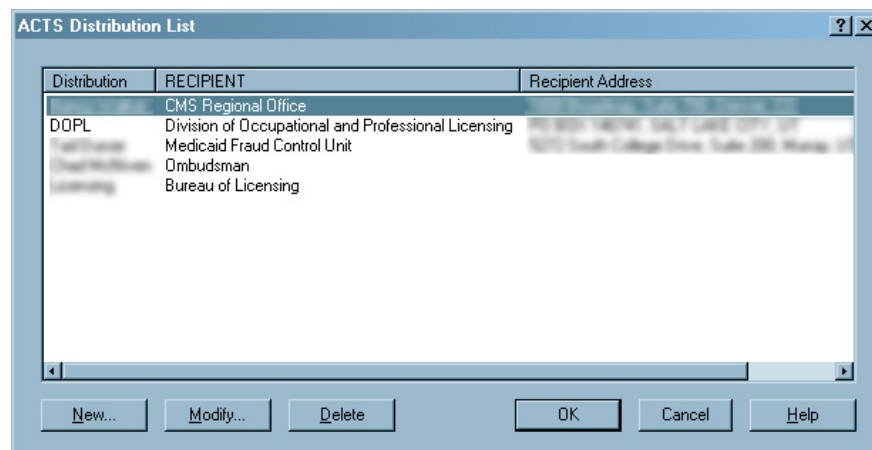 ACTS Distribution List
Distribution RECIPIENT Recipient Address
CMS Regional Office
DOPL Division of Occupational and Professional Licensing
Medicaid Fraud Control Unit
Ombudsman
Bureau of Licensing
New... Modify... Delete OK Cancel Help